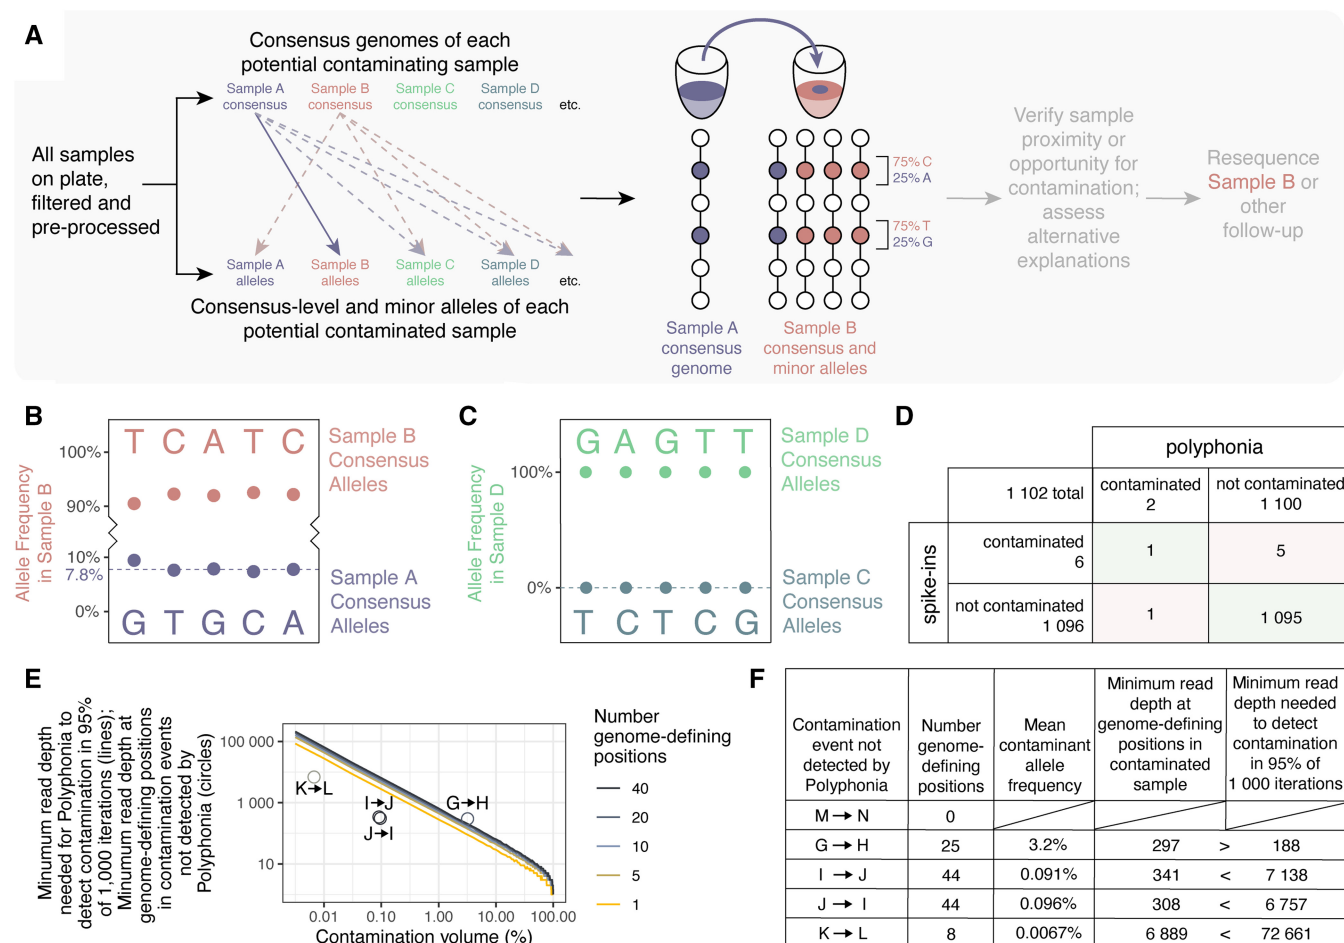 A
Consensus genomes of each
potential contaminating sample
Sample A
consensus
Sample B
consensus
Sample C
consensus
Sample D
consensus
etc.
All samples
on plate,
filtered and
pre-processed
Sample A
alleles
Sample B
alleles
Sample C
alleles
Sample D
alleles
etc.
Consensus-level and minor alleles of each
potential contaminated sample
75% C
25% A
75% T
25% G
Sample A
consensus
genome
Sample B
consensus and
minor alleles
Verify sample
proximity or
opportunity for
contamination;
assess
alternative
explanations
Resequence
Sample B or
other
follow-up
B
Allele Frequency
in Sample B
100%
90%
10%
7.8%
0%
T C A T C
G T G C A
Sample B
Consensus
Alleles
Sample A
Consensus
Alleles
C
Allele Frequency
in Sample D
100%
0%
G A G T T
T C T C G
Sample D
Consensus
Alleles
Sample C
Consensus
Alleles
D
polyphonia
1 102 total
contaminated
2
not contaminated
1 100
spike-ins
contaminated
6
1
5
not contaminated
1 096
1
1 095
E
Minumum read depth
needed for Polyphonia to
detect contamination in 95%
of 1,000 iterations (lines);
Minumum read depth at
genome-defining positions
in contamination events
not detected by
Polyphonia (circles)
100 000
1 000
10
K→L
I→J
J→I
G→H
0.01
0.10
1.00
10.00
100.00
Contamination volume (%)
Number
genome-defining
positions
40
20
10
5
1
F
Contamination
event not
detected by
Polyphonia
Number
genome-
defining
positions
Mean
contaminant
allele
frequency
Minimum read
depth at
genome-defining
positions in
contaminated
sample
Minimum read
depth needed
to detect
contamination
in 95% of
1 000 iterations
M → N 0
G → H 25 3.2% 297 > 188
I → J 44 0.091% 341 < 7 138
J → I 44 0.096% 308 < 6 757
K → L 8 0.0067% 6 889 < 72 661